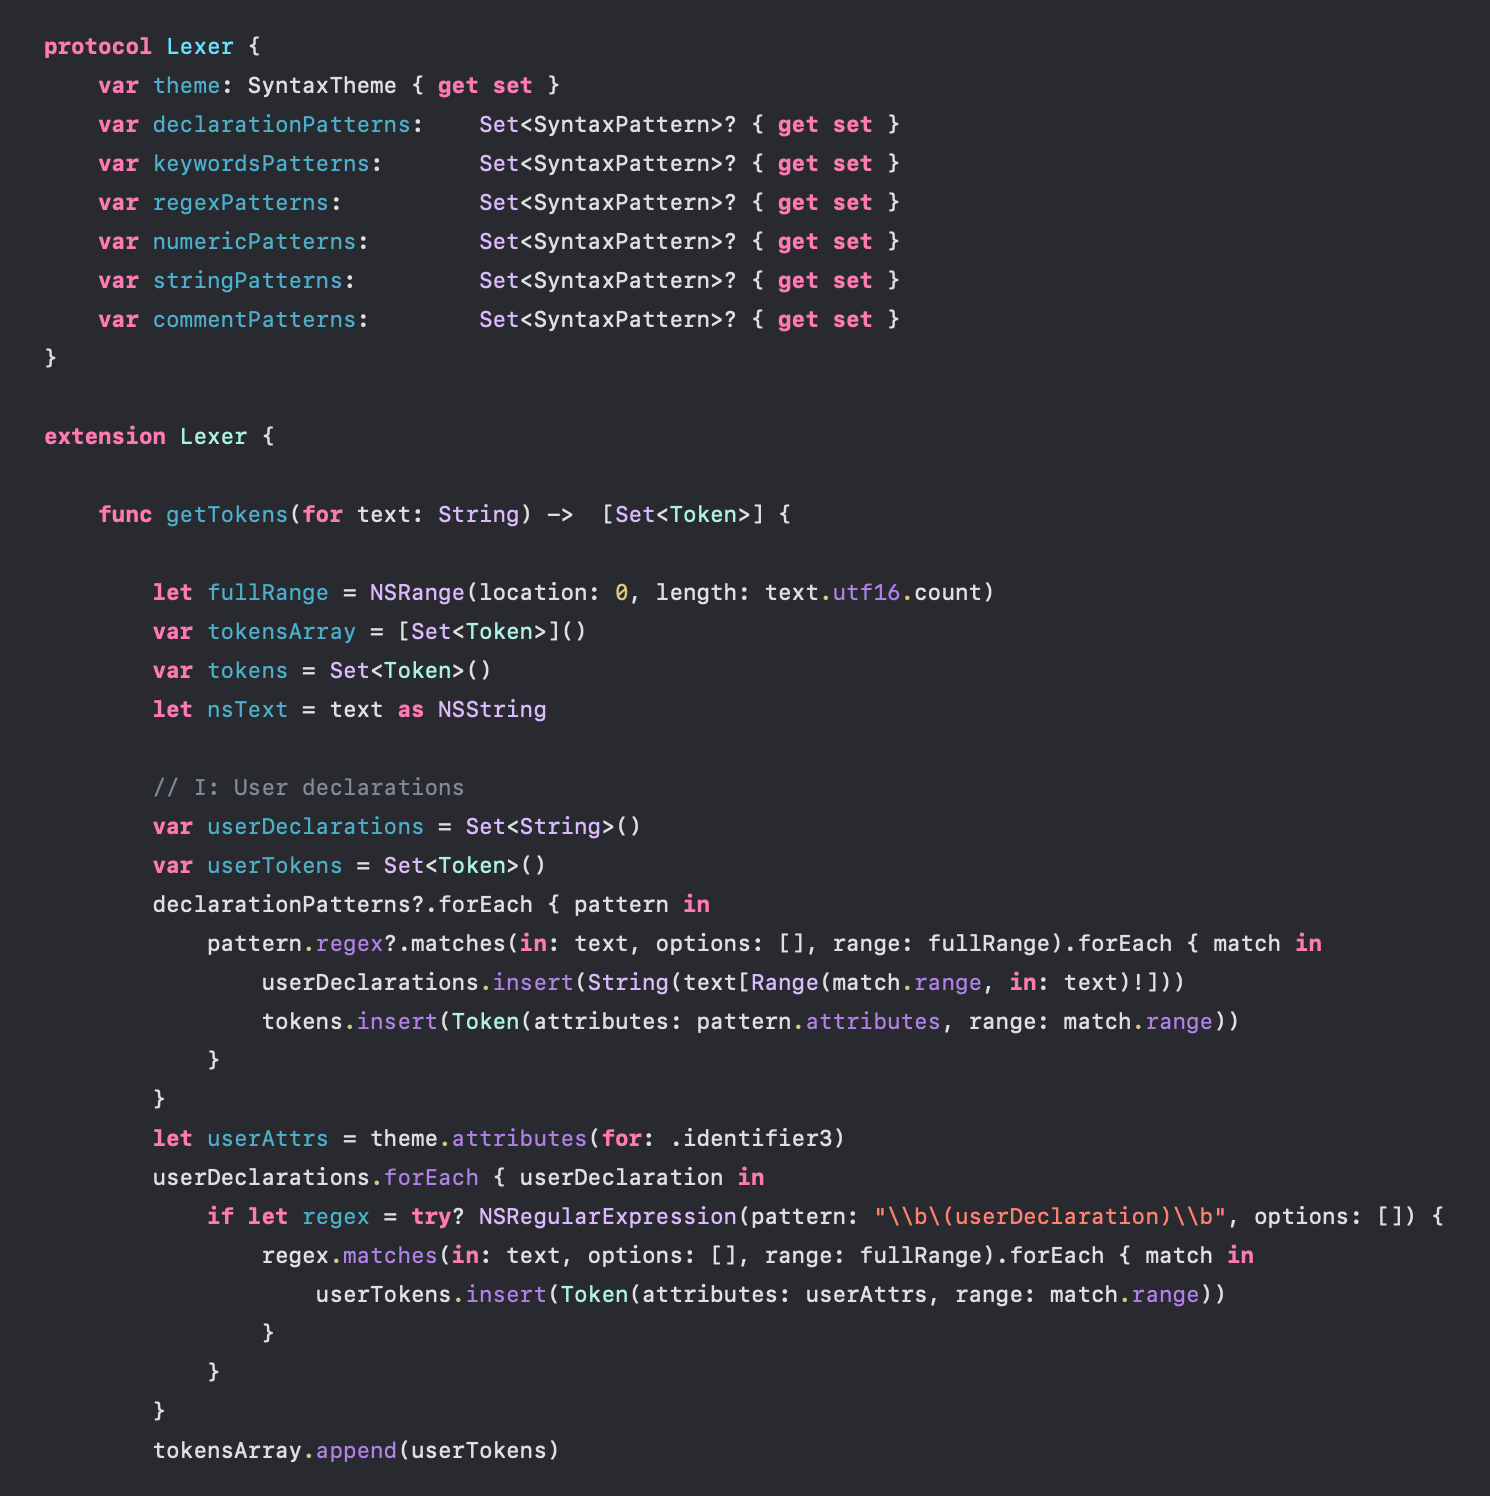 protocol Lexer {
    var theme: SyntaxTheme { get set }
    var declarationPatterns:    Set<SyntaxPattern>? { get set }
    var keywordsPatterns:       Set<SyntaxPattern>? { get set }
    var regexPatterns:          Set<SyntaxPattern>? { get set }
    var numericPatterns:        Set<SyntaxPattern>? { get set }
    var stringPatterns:         Set<SyntaxPattern>? { get set }
    var commentPatterns:        Set<SyntaxPattern>? { get set }
}
extension Lexer {
    func getTokens(for text: String) ->  [Set<Token>] {
        let fullRange = NSRange(location: 0, length: text.utf16.count)
        var tokensArray = [Set<Token>]()
        var tokens = Set<Token>()
        let nsText = text as NSString
        // I: User declarations
        var userDeclarations = Set<String>()
        var userTokens = Set<Token>()
        declarationPatterns?.forEach { pattern in
            pattern.regex?.matches(in: text, options: [], range: fullRange).forEach { match in
                userDeclarations.insert(String(text[Range(match.range, in: text)!]))
                tokens.insert(Token(attributes: pattern.attributes, range: match.range))
            }
        }
        let userAttrs = theme.attributes(for: .identifier3)
        userDeclarations.forEach { userDeclaration in
            if let regex = try? NSRegularExpression(pattern: "\\b\(userDeclaration)\\b", options: []) {
                regex.matches(in: text, options: [], range: fullRange).forEach { match in
                    userTokens.insert(Token(attributes: userAttrs, range: match.range))
                }
            }
        }
        tokensArray.append(userTokens)